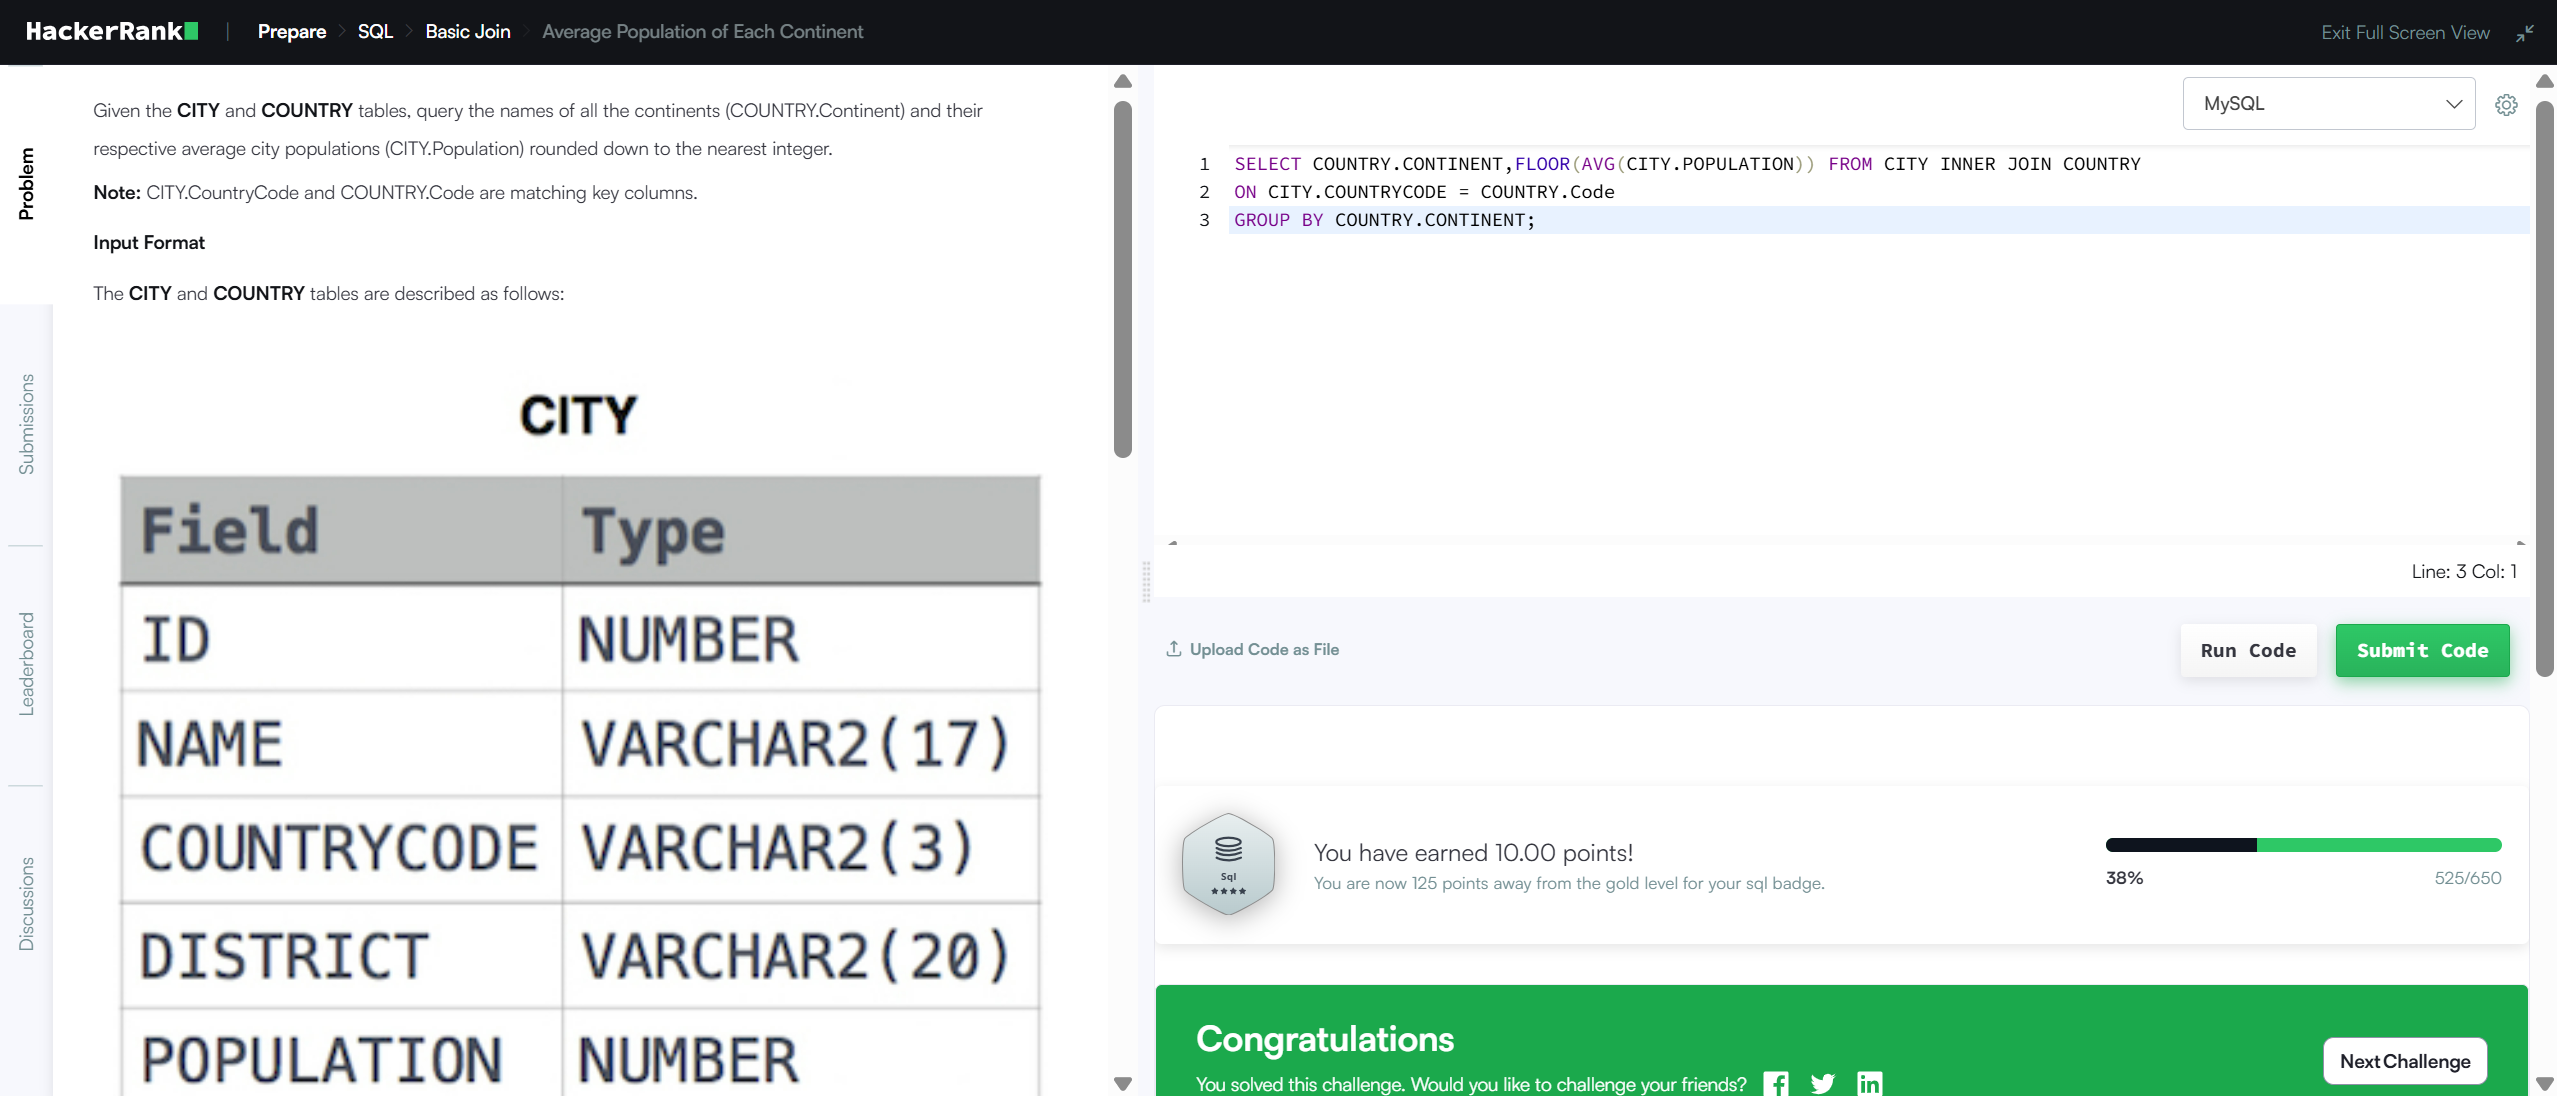 HackerRank | Prepare > SQL > Basic Join > Average Population of Each Continent
Exit Full Screen View
Problem
Submissions
Leaderboard
Discussions
Given the CITY and COUNTRY tables, query the names of all the continents (COUNTRY.Continent) and their
respective average city populations (CITY.Population) rounded down to the nearest integer.
Note: CITY.CountryCode and COUNTRY.Code are matching key columns.
Input Format
The CITY and COUNTRY tables are described as follows:
CITY
Field Type
ID NUMBER
NAME VARCHAR2(17)
COUNTRYCODE VARCHAR2(3)
DISTRICT VARCHAR2(20)
POPULATION NUMBER
MySQL
1 SELECT COUNTRY.CONTINENT,FLOOR(AVG(CITY.POPULATION)) FROM CITY INNER JOIN COUNTRY
2 ON CITY.COUNTRYCODE = COUNTRY.Code
3 GROUP BY COUNTRY.CONTINENT;
Line: 3 Col: 1
Upload Code as File
Run Code
Submit Code
Sql
You have earned 10.00 points!
You are now 125 points away from the gold level for your sql badge.
38% 525/650
Congratulations
You solved this challenge. Would you like to challenge your friends?
Next Challenge